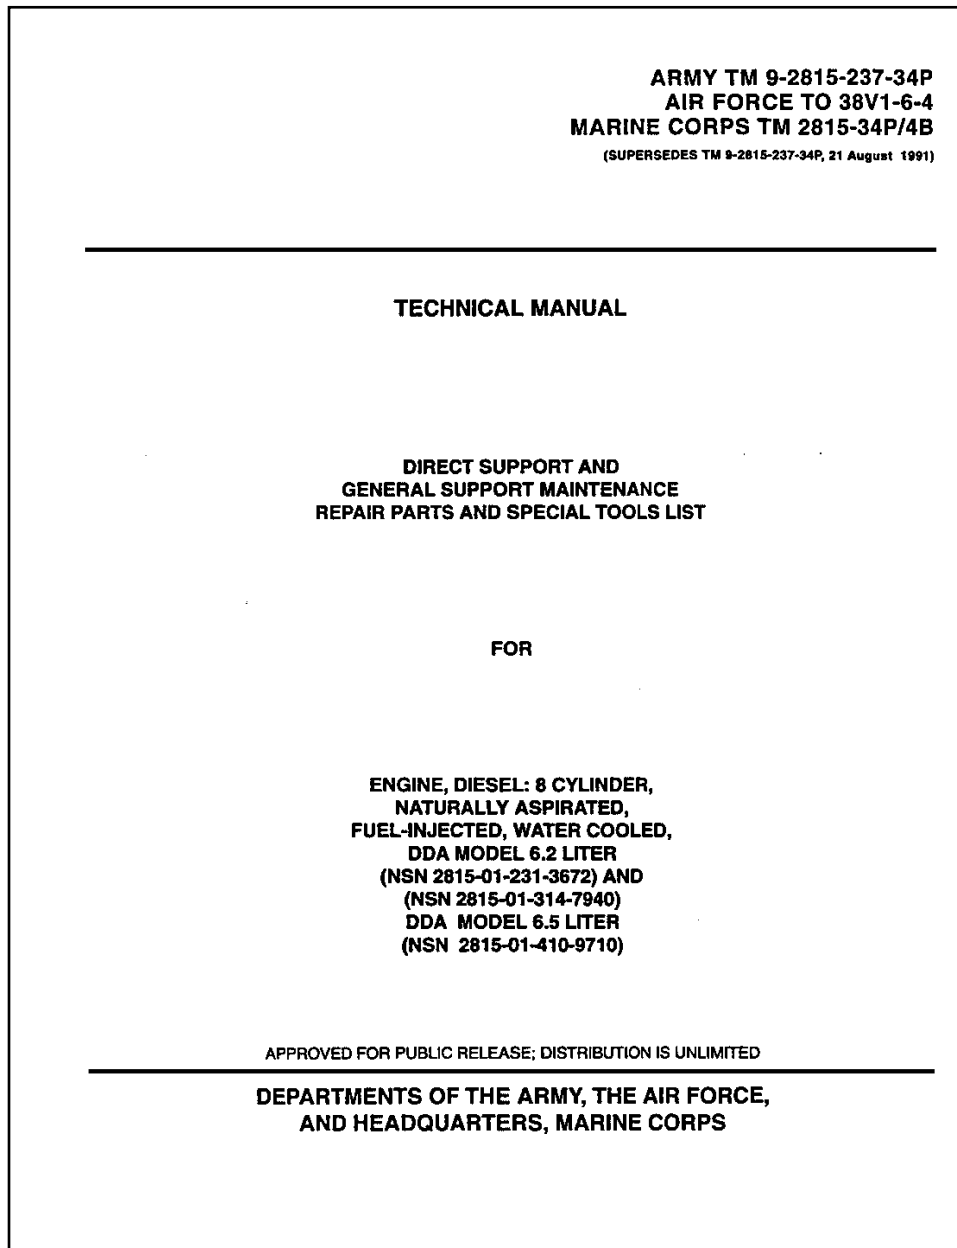 ARMY TM 9-2815-237-34P
AIR FORCE TO 38V1-6-4
MARINE CORPS TM 2815-34P/4B
(SUPERSEDES TM 9-2815-237-34P, 21 August 1991)
TECHNICAL MANUAL
DIRECT SUPPORT AND
GENERAL SUPPORT MAINTENANCE
REPAIR PARTS AND SPECIAL TOOLS LIST
FOR
ENGINE, DIESEL: 8 CYLINDER,
NATURALLY ASPIRATED,
FUEL-INJECTED, WATER COOLED,
DDA MODEL 6.2 LITER
(NSN 2815-01-231-3672) AND
(NSN 2815-01-314-7940)
DDA MODEL 6.5 LITER
(NSN 2815-01-410-9710)
APPROVED FOR PUBLIC RELEASE; DISTRIBUTION IS UNLIMITED
DEPARTMENTS OF THE ARMY, THE AIR FORCE,
AND HEADQUARTERS, MARINE CORPS